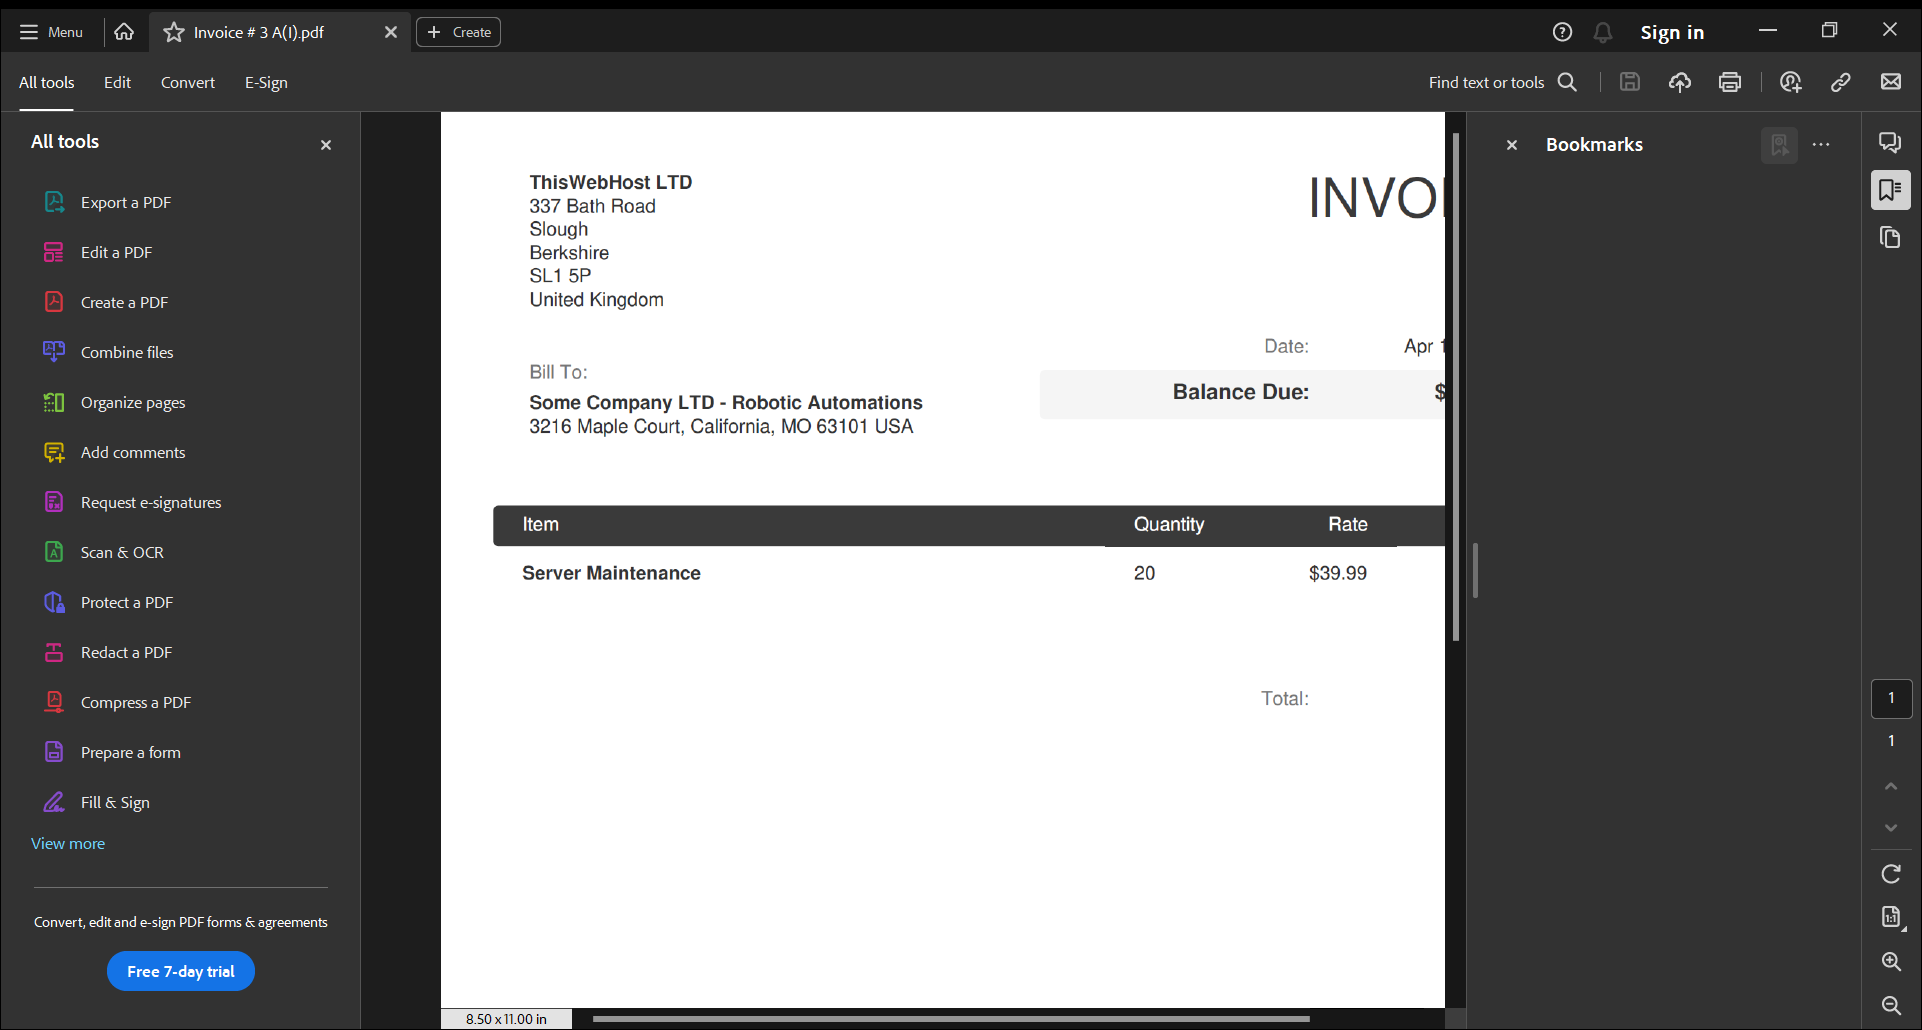 Menu
Invoice # 3 A(I).pdf
Create
Sign in
All tools
Edit
Convert
E-Sign
Find text or tools
All tools
Export a PDF
Edit a PDF
Create a PDF
Combine files
Organize pages
Add comments
Request e-signatures
Scan & OCR
Protect a PDF
Redact a PDF
Compress a PDF
Prepare a form
Fill & Sign
View more
Convert, edit and e-sign PDF forms & agreements
Free 7-day trial
ThisWebHost LTD
337 Bath Road
Slough
Berkshire
SL1 5P
United Kingdom
INVO
Date: Apr 1
Balance Due: $
Bill To:
Some Company LTD - Robotic Automations
3216 Maple Court, California, MO 63101 USA
Item Quantity Rate
Server Maintenance 20 $39.99
Total:
8.50 x 11.00 in
Bookmarks
1
1
1:1